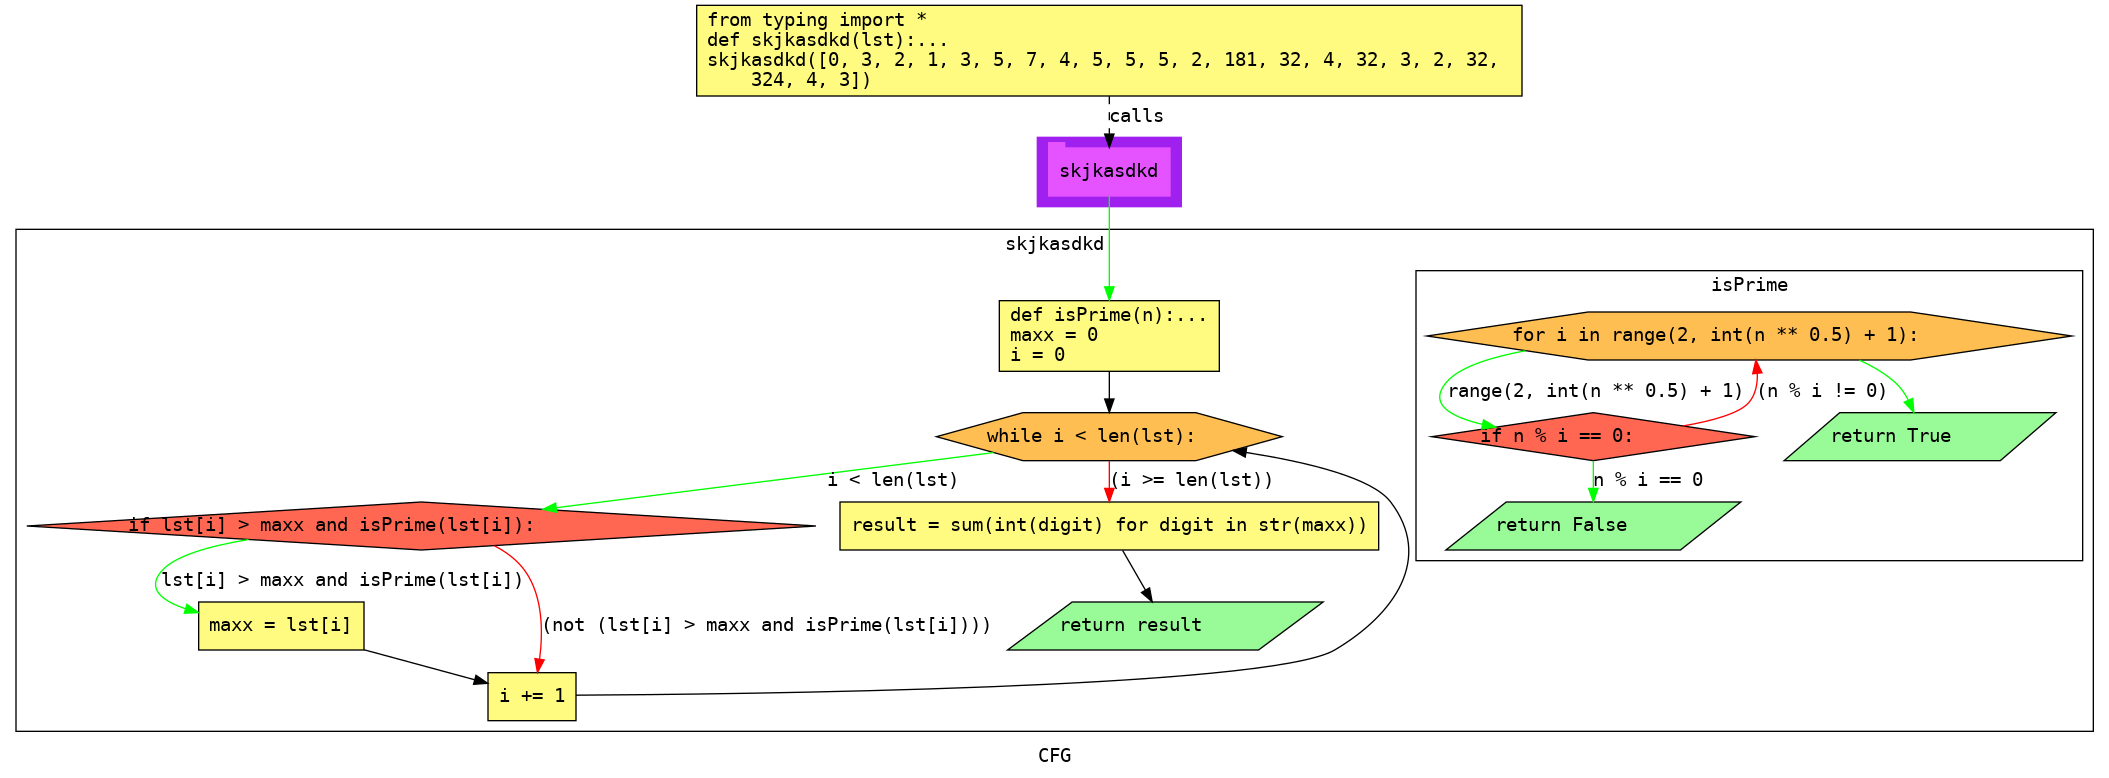 from typing import *
def skjkasdkd(lst):...
skjkasdkd([0, 3, 2, 1, 3, 5, 7, 4, 5, 5, 5, 2, 181, 32, 4, 32, 3, 2, 32,
    324, 4, 3])
calls
skjkasdkd
skjkasdkd
isPrime
def isPrime(n):...
maxx = 0
i = 0
for i in range(2, int(n ** 0.5) + 1):
range(2, int(n ** 0.5) + 1)
(n % i != 0)
while i < len(lst):
if n % i == 0:
return True
i < len(lst)
(i >= len(lst))
n % i == 0
if lst[i] > maxx and isPrime(lst[i]):
result = sum(int(digit) for digit in str(maxx))
return False
lst[i] > maxx and isPrime(lst[i])
maxx = lst[i]
(not (lst[i] > maxx and isPrime(lst[i])))
return result
i += 1
CFG